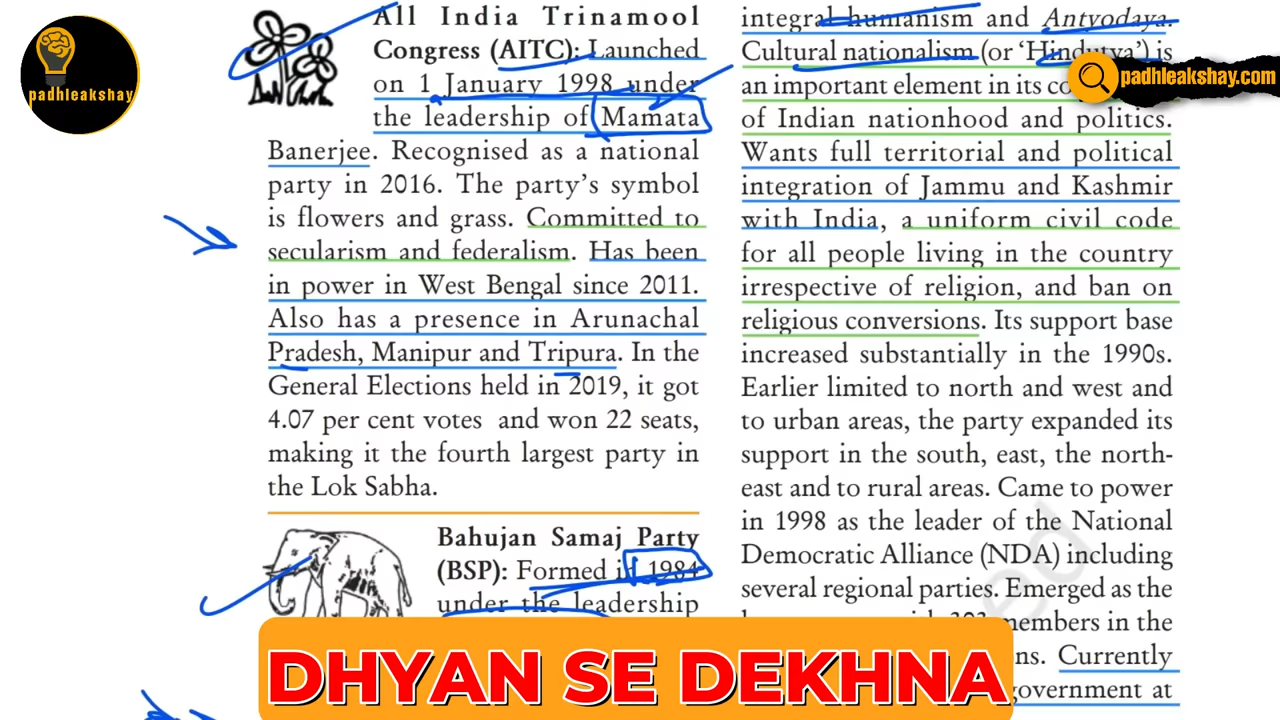 padhleakshay
All India Trinamool
Congress (AITC): Launched
on 1 January 1998 under
the leadership of Mamata
Banerjee. Recognised as a national
party in 2016. The party's symbol
is flowers and grass. Committed to
secularism and federalism. Has been
in power in West Bengal since 2011.
Also has a presence in Arunachal
Pradesh, Manipur and Tripura. In the
General Elections held in 2019, it got
4.07 per cent votes and won 22 seats,
making it the fourth largest party in
the Lok Sabha.
Bahujan Samaj Party
(BSP): Formed in 1984
under the leadership
integral humanism and Antyodaya.
Cultural nationalism (or 'Hindutva') is
an important element in its
of Indian nationhood and politics.
Wants full territorial and political
integration of Jammu and Kashmir
with India, a uniform civil code
for all people living in the country
irrespective of religion, and ban on
religious conversions. Its support base
increased substantially in the 1990s.
Earlier limited to north and west and
to urban areas, the party expanded its
support in the south, east, the north-
east and to rural areas. Came to power
in 1998 as the leader of the National
Democratic Alliance (NDA) including
several regional parties. Emerged as the
members in the
Currently
government at
padhleakshay.com
DHYAN SE DEKHNA